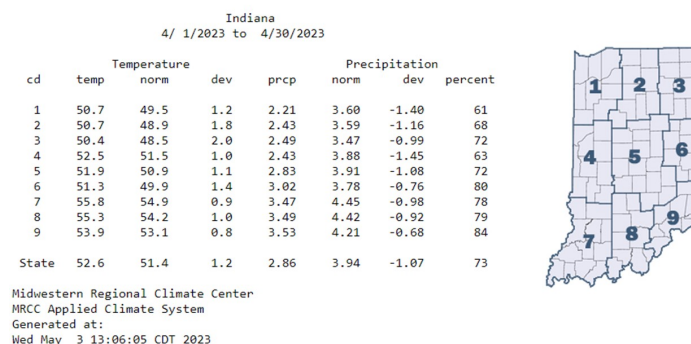 Indiana
4/ 1/2023 to 4/30/2023
Temperature Precipitation
cd temp norm dev prcp norm dev percent
1 50.7 49.5 1.2 2.21 3.60 -1.40 61
2 50.7 48.9 1.8 2.43 3.59 -1.16 68
3 50.4 48.5 2.0 2.49 3.47 -0.99 72
4 52.5 51.5 1.0 2.43 3.88 -1.45 63
5 51.9 50.9 1.1 2.83 3.91 -1.08 72
6 51.3 49.9 1.4 3.02 3.78 -0.76 80
7 55.8 54.9 0.9 3.47 4.45 -0.98 78
8 55.3 54.2 1.0 3.49 4.42 -0.92 79
9 53.9 53.1 0.8 3.53 4.21 -0.68 84
State 52.6 51.4 1.2 2.86 3.94 -1.07 73
Midwestern Regional Climate Center
MRCC Applied Climate System
Generated at:
Wed May 3 13:06:05 CDT 2023
1 2 3
4 5 6
7 8 9